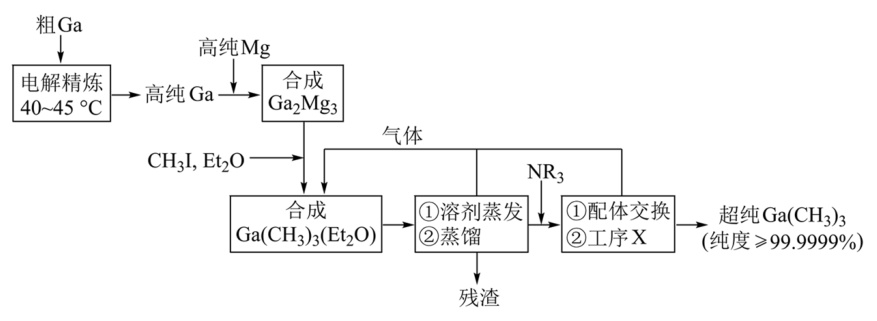 粗Ga
电解精炼
40~45 °C
高纯Ga
高纯Mg
合成
Ga₂Mg₃
CH₃I, Et₂O
气体
合成
Ga(CH₃)₃(Et₂O)
①溶剂蒸发
②蒸馏
残渣
NR₃
①配体交换
②工序X
超纯Ga(CH₃)₃
(纯度⩾99.9999%)